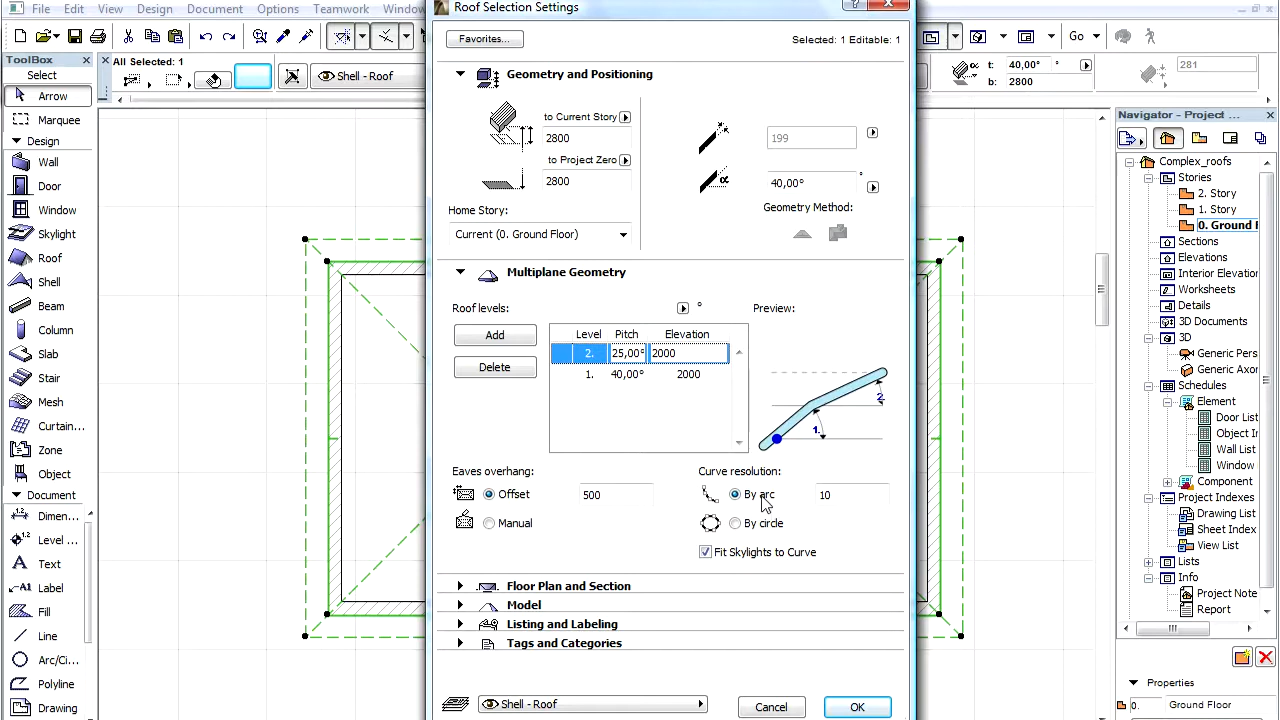 File Edit View Design Document Options Teamwork Window
Roof Selection Settings
ToolBox
Select
Arrow
Marquee
Design
Wall
Door
Window
Skylight
Roof
Shell
Beam
Column
Slab
Stair
Mesh
Curtain...
Zone
Object
Document
Dimen...
Level ...
Text
Label
Fill
Line
Arc/Ci...
Polyline
Drawing
All Selected: 1
Shell - Roof
Favorites...
Selected: 1 Editable: 1
Geometry and Positioning
to Current Story
2800
to Project Zero
2800
Home Story:
Current (0. Ground Floor)
199
α 40,00° °
Geometry Method:
Multiplane Geometry
Roof levels:
°
Preview:
Add
Delete
Level Pitch Elevation
2. 25,00° 2000
1. 40,00° 2000
2.
1.
Eaves overhang:
Offset 500
Manual
Curve resolution:
By arc 10
By circle
Fit Skylights to Curve
Floor Plan and Section
Model
Listing and Labeling
Tags and Categories
Shell - Roof
Cancel
OK
Go
t: 40,00° °
b: 2800
281
Navigator - Project ...
Complex_roofs
Stories
2. Story
1. Story
0. Ground F
Sections
Elevations
Interior Elevatio
Worksheets
Details
3D Documents
3D
Generic Pers
Generic Axo
Schedules
Element
Door List
Object In
Wall List
Window
Component
Project Indexes
Drawing List
Sheet Index
View List
Lists
Info
Project Note
Report
Properties
0. Ground Floor